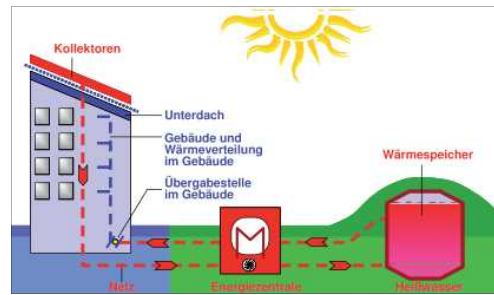 Kollektoren
Unterdach
Gebäude und
Wärmeverteilung
im Gebäude
Wärmespeicher
Übergabestelle
im Gebäude
Netz
Energiezentrale
Heißwasser